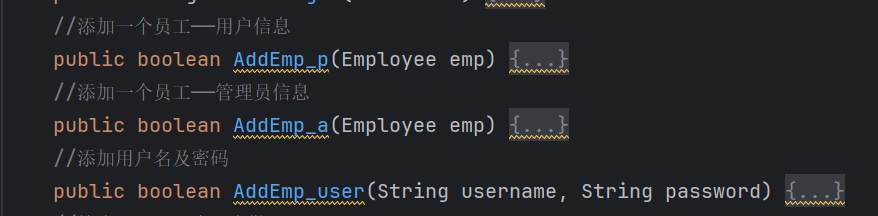 //添加一个员工——用户信息
public boolean AddEmp_p(Employee emp) {...}
//添加一个员工——管理员信息
public boolean AddEmp_a(Employee emp) {...}
//添加用户名及密码
public boolean AddEmp_user(String username, String password) {...}